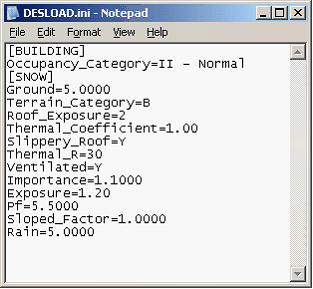 DESLOAD.ini - Notepad
File Edit Format View Help
[BUILDING]
Occupancy_Category=II - Normal
[SNOW]
Ground=5.0000
Terrain_Category=B
Roof_Exposure=2
Thermal_Coefficient=1.00
Slippery_Roof=Y
Thermal_R=30
Ventilated=Y
Importance=1.1000
Exposure=1.20
Pf=5.5000
Sloped_Factor=1.0000
Rain=5.0000